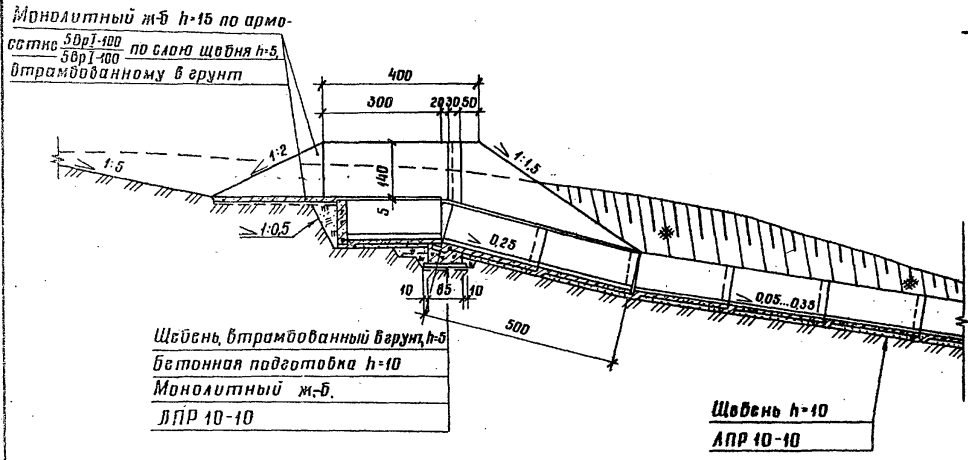 Монолитный ж-б h=15 по армо-
сетке 5ВрI-100/5ВрI-100 по слою щебня h=5,
втрамбованному в грунт
400
300 20 30 50
1:5
1:2
140
1:1,5
5
1:0,5
0,25
0,05...0,35
10 85 10
500
Щебень, втрамбованный в грунт, h=5
Бетонная подготовка h=10
Монолитный ж-б.
ЛПР 10-10
Щебень h=10
ЛПР 10-10